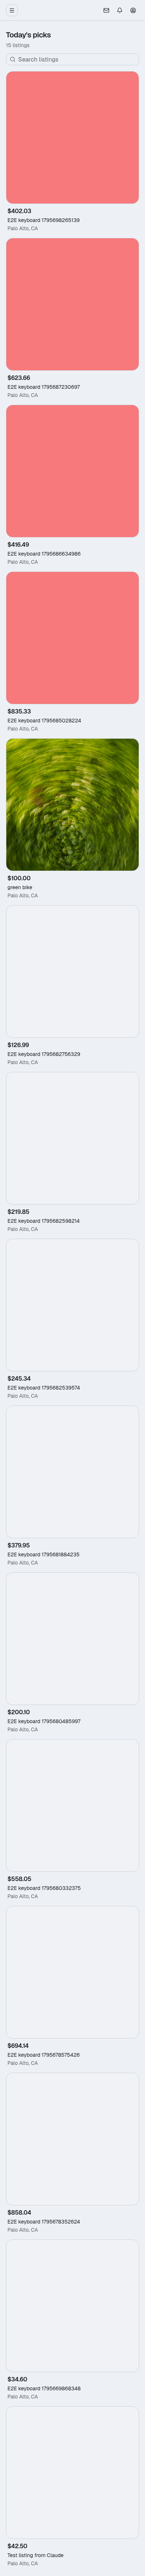 Today's picks
15 listings
Search listings
$402.03
E2E keyboard 1795698265139
Palo Alto, CA
$623.66
E2E keyboard 1795687230697
Palo Alto, CA
$416.49
E2E keyboard 1795686634986
Palo Alto, CA
$835.33
E2E keyboard 1795685028224
Palo Alto, CA
$100.00
green bike
Palo Alto, CA
$126.99
E2E keyboard 1795682756329
Palo Alto, CA
$219.85
E2E keyboard 1795682598214
Palo Alto, CA
$245.34
E2E keyboard 1795682539574
Palo Alto, CA
$379.95
E2E keyboard 1795681884235
Palo Alto, CA
$200.10
E2E keyboard 1795680485997
Palo Alto, CA
$558.05
E2E keyboard 1795680332375
Palo Alto, CA
$694.14
E2E keyboard 1795678575426
Palo Alto, CA
$858.04
E2E keyboard 1795678352624
Palo Alto, CA
$34.60
E2E keyboard 1795669868348
Palo Alto, CA
$42.50
Test listing from Claude
Palo Alto, CA